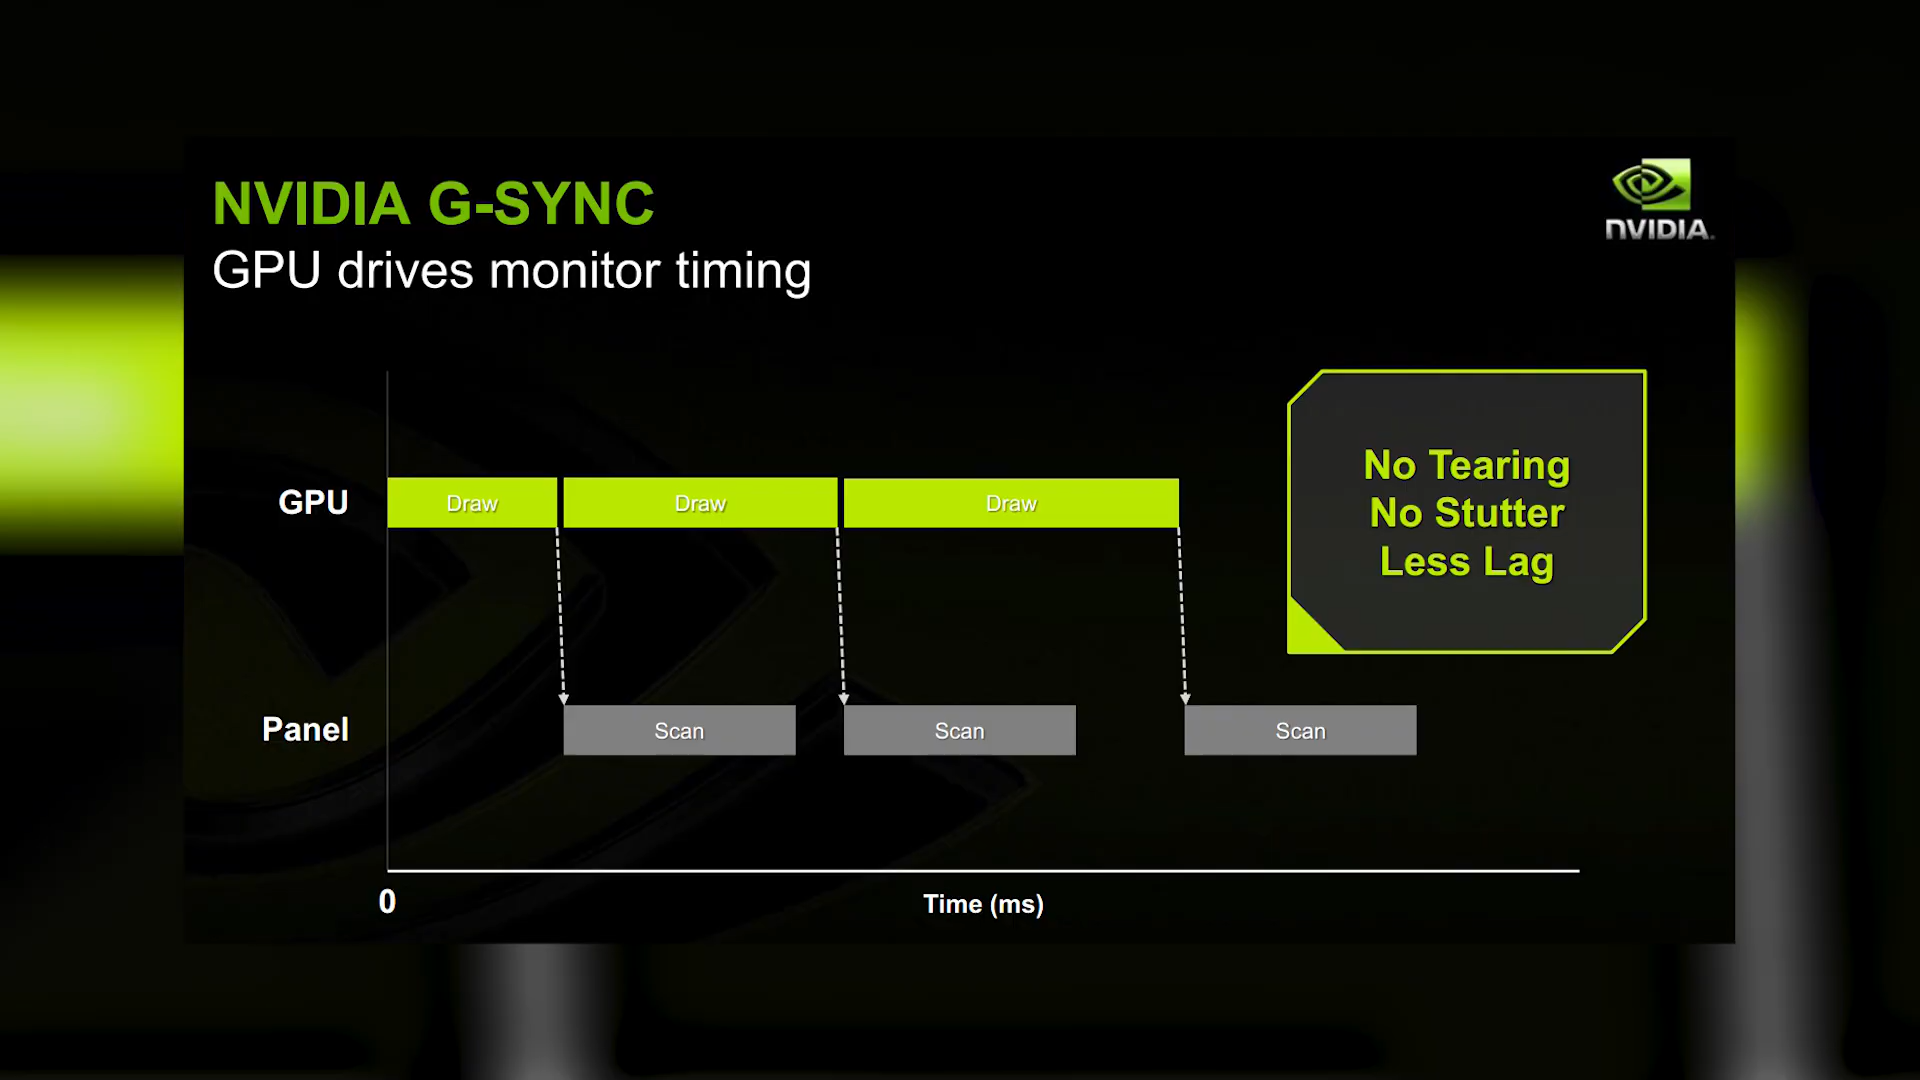 NVIDIA G-SYNC
GPU drives monitor timing
NVIDIA.
No Tearing
No Stutter
Less Lag
GPU
Draw
Draw
Draw
Panel
Scan
Scan
Scan
0
Time (ms)